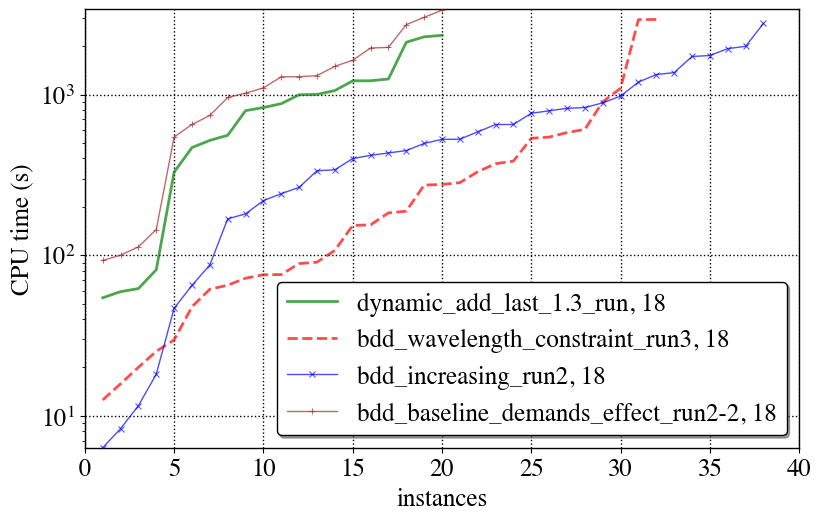 CPU time (s)
10³
10²
10¹
0 5 10 15 20 25 30 35 40
instances
dynamic_add_last_1.3_run, 18
bdd_wavelength_constraint_run3, 18
bdd_increasing_run2, 18
bdd_baseline_demands_effect_run2-2, 18